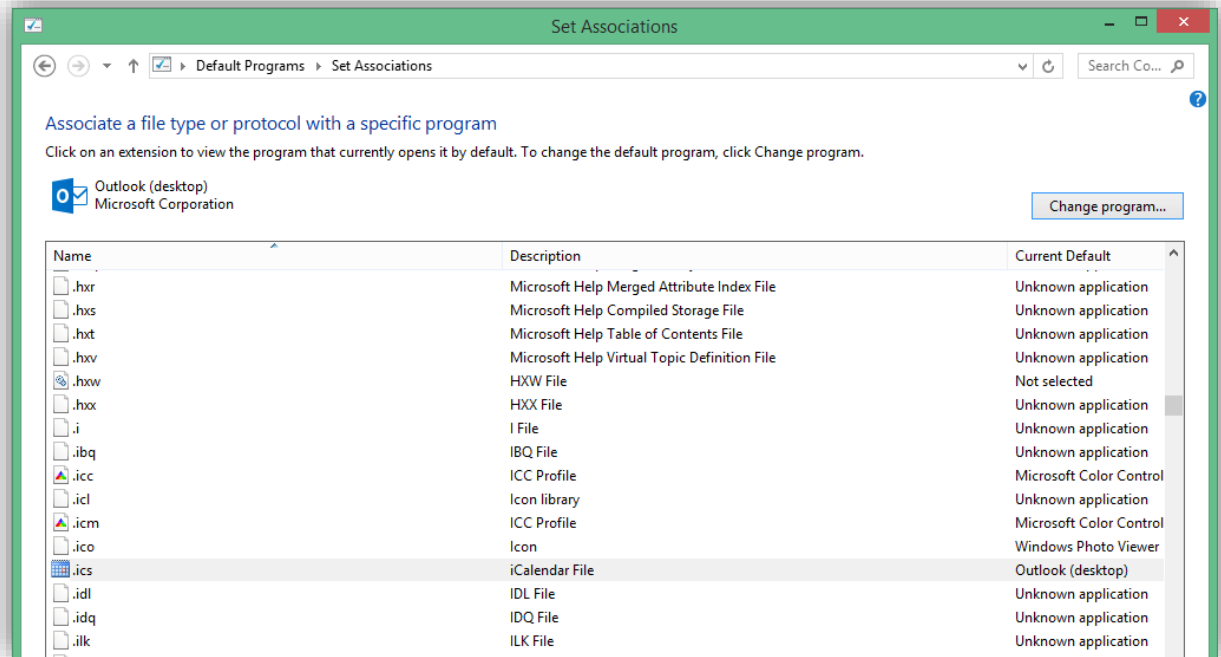 Set Associations
Default Programs Set Associations Search Co...
Associate a file type or protocol with a specific program
Click on an extension to view the program that currently opens it by default. To change the default program, click Change program.
Outlook (desktop)
Microsoft Corporation
Change program...
Name Description Current Default
.hxr Microsoft Help Merged Attribute Index File Unknown application
.hxs Microsoft Help Compiled Storage File Unknown application
.hxt Microsoft Help Table of Contents File Unknown application
.hxv Microsoft Help Virtual Topic Definition File Unknown application
.hxw HXW File Not selected
.hxx HXX File Unknown application
.i I File Unknown application
.ibq IBQ File Unknown application
.icc ICC Profile Microsoft Color Control
.icl Icon library Unknown application
.icm ICC Profile Microsoft Color Control
.ico Icon Windows Photo Viewer
.ics iCalendar File Outlook (desktop)
.idl IDL File Unknown application
.idq IDQ File Unknown application
.ilk ILK File Unknown application